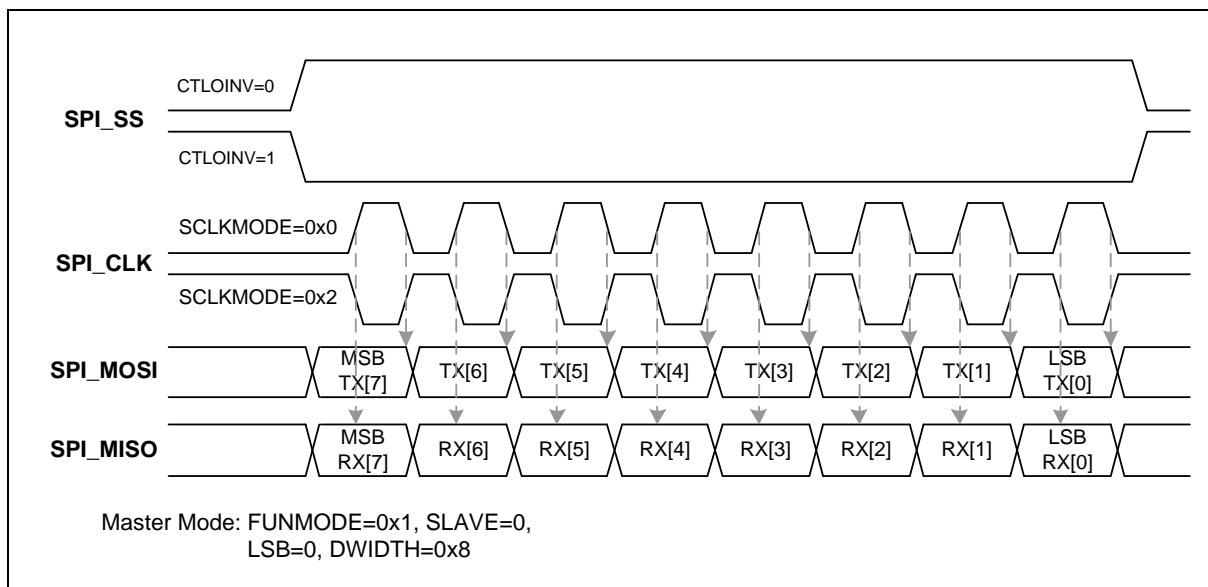 CTLOINV=0
SPI_SS
CTLOINV=1
SCLKMODE=0x0
SPI_CLK
SCLKMODE=0x2
SPI_MOSI
MSB
TX[7]
TX[6]
TX[5]
TX[4]
TX[3]
TX[2]
TX[1]
LSB
TX[0]
SPI_MISO
MSB
RX[7]
RX[6]
RX[5]
RX[4]
RX[3]
RX[2]
RX[1]
LSB
RX[0]
Master Mode: FUNMODE=0x1, SLAVE=0,
LSB=0, DWIDTH=0x8